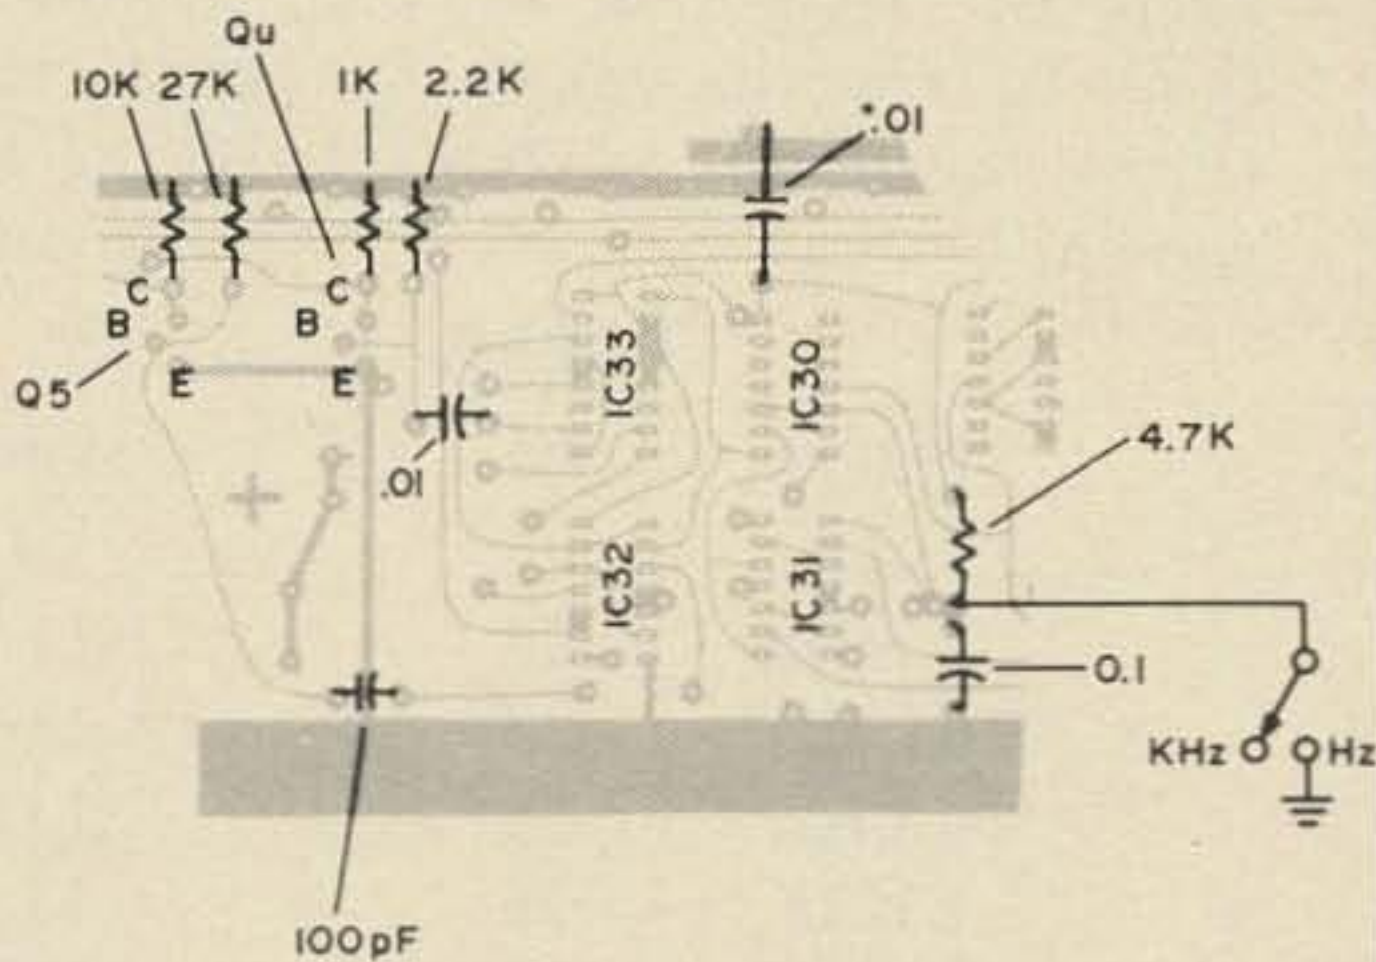 Qu
10K 27K 1K 2.2K
*.01
C C
B B
Q5 E E
IC33
IC30
.01
4.7K
IC32
IC31
0.1
KHz Hz
100pF